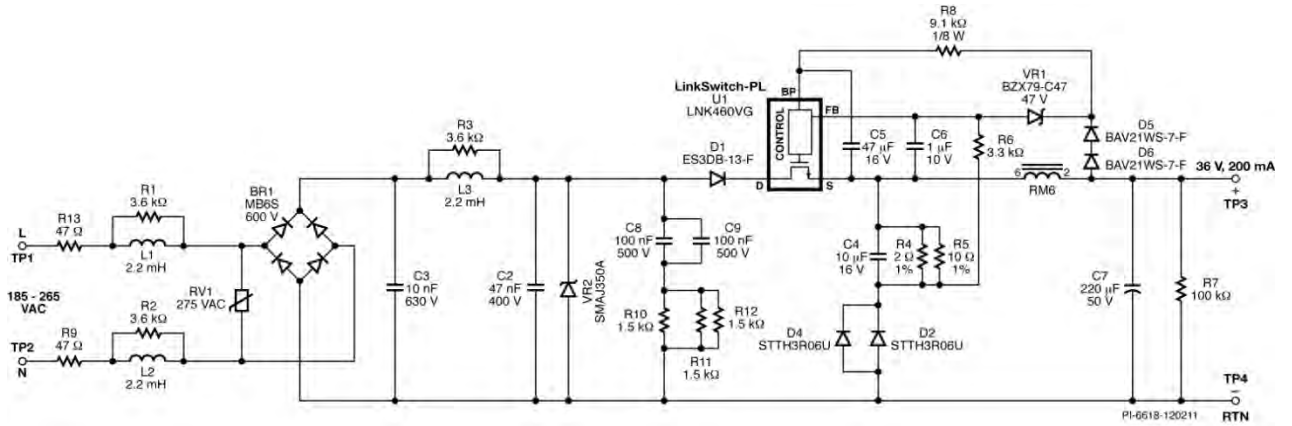 R8
9.1 kΩ
1/8 W
LinkSwitch-PL
U1
LNK460VG
BP
FB
CONTROL
D
S
VR1
BZX79-C47
47 V
D5
BAV21WS-7-F
D6
BAV21WS-7-F
R3
3.6 kΩ
L3
2.2 mH
D1
ES3DB-13-F
C5
47 µF
16 V
C6
1 µF
10 V
R6
3.3 kΩ
6
2
RM6
36 V, 200 mA
+
TP3
R1
3.6 kΩ
L1
2.2 mH
R13
47 Ω
L
TP1
BR1
MB6S
600 V
185 - 265
VAC
RV1
275 VAC
R2
3.6 kΩ
L2
2.2 mH
R9
47 Ω
TP2
N
C3
10 nF
630 V
C2
47 nF
400 V
VR2
SMAJ350A
C8
100 nF
500 V
C9
100 nF
500 V
R10
1.5 kΩ
R12
1.5 kΩ
R11
1.5 kΩ
C4
10 µF
16 V
R4
2 Ω
1%
R5
10 Ω
1%
D4
STTH3R06U
D2
STTH3R06U
C7
220 µF
50 V
R7
100 kΩ
TP4
RTN
PI-6618-120211